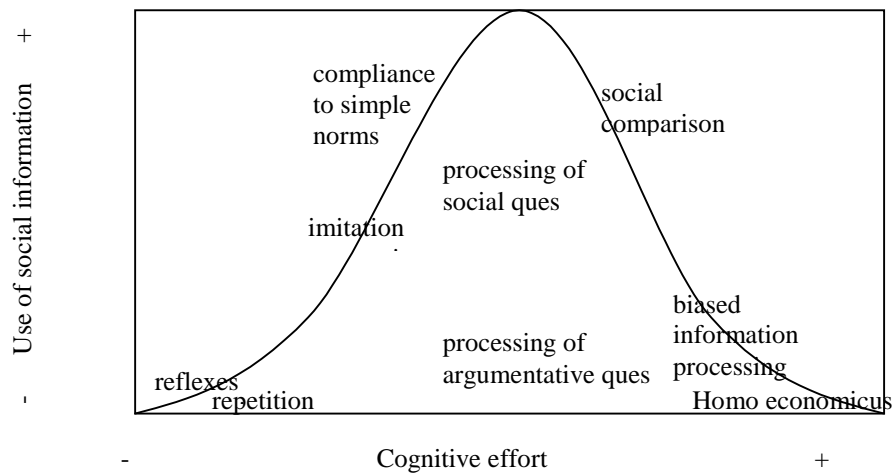 +
Use of social information
-
compliance
to simple
norms
social
comparison
processing of
social ques
imitation
biased
information
processing
processing of
argumentative ques
reflexes
repetition
Homo economicus
-
Cognitive effort
+